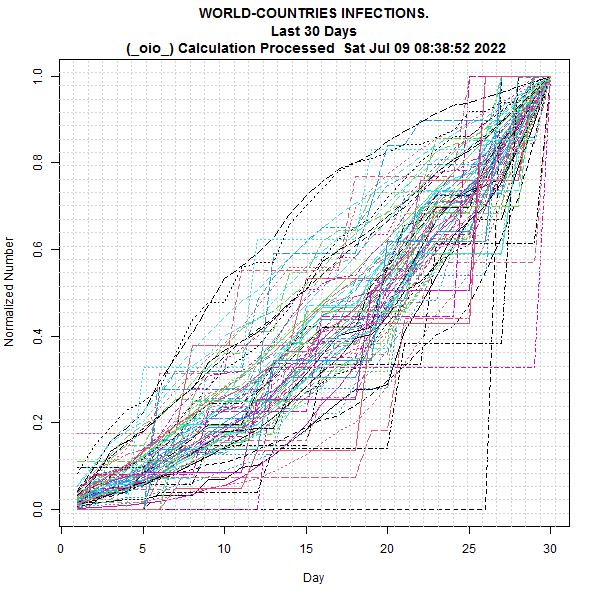 WORLD-COUNTRIES INFECTIONS.
Last 30 Days
(_oio_) Calculation Processed  Sat Jul 09 08:38:52 2022
Normalized Number
1.0
0.8
0.6
0.4
0.2
0.0
0 5 10 15 20 25 30
Day